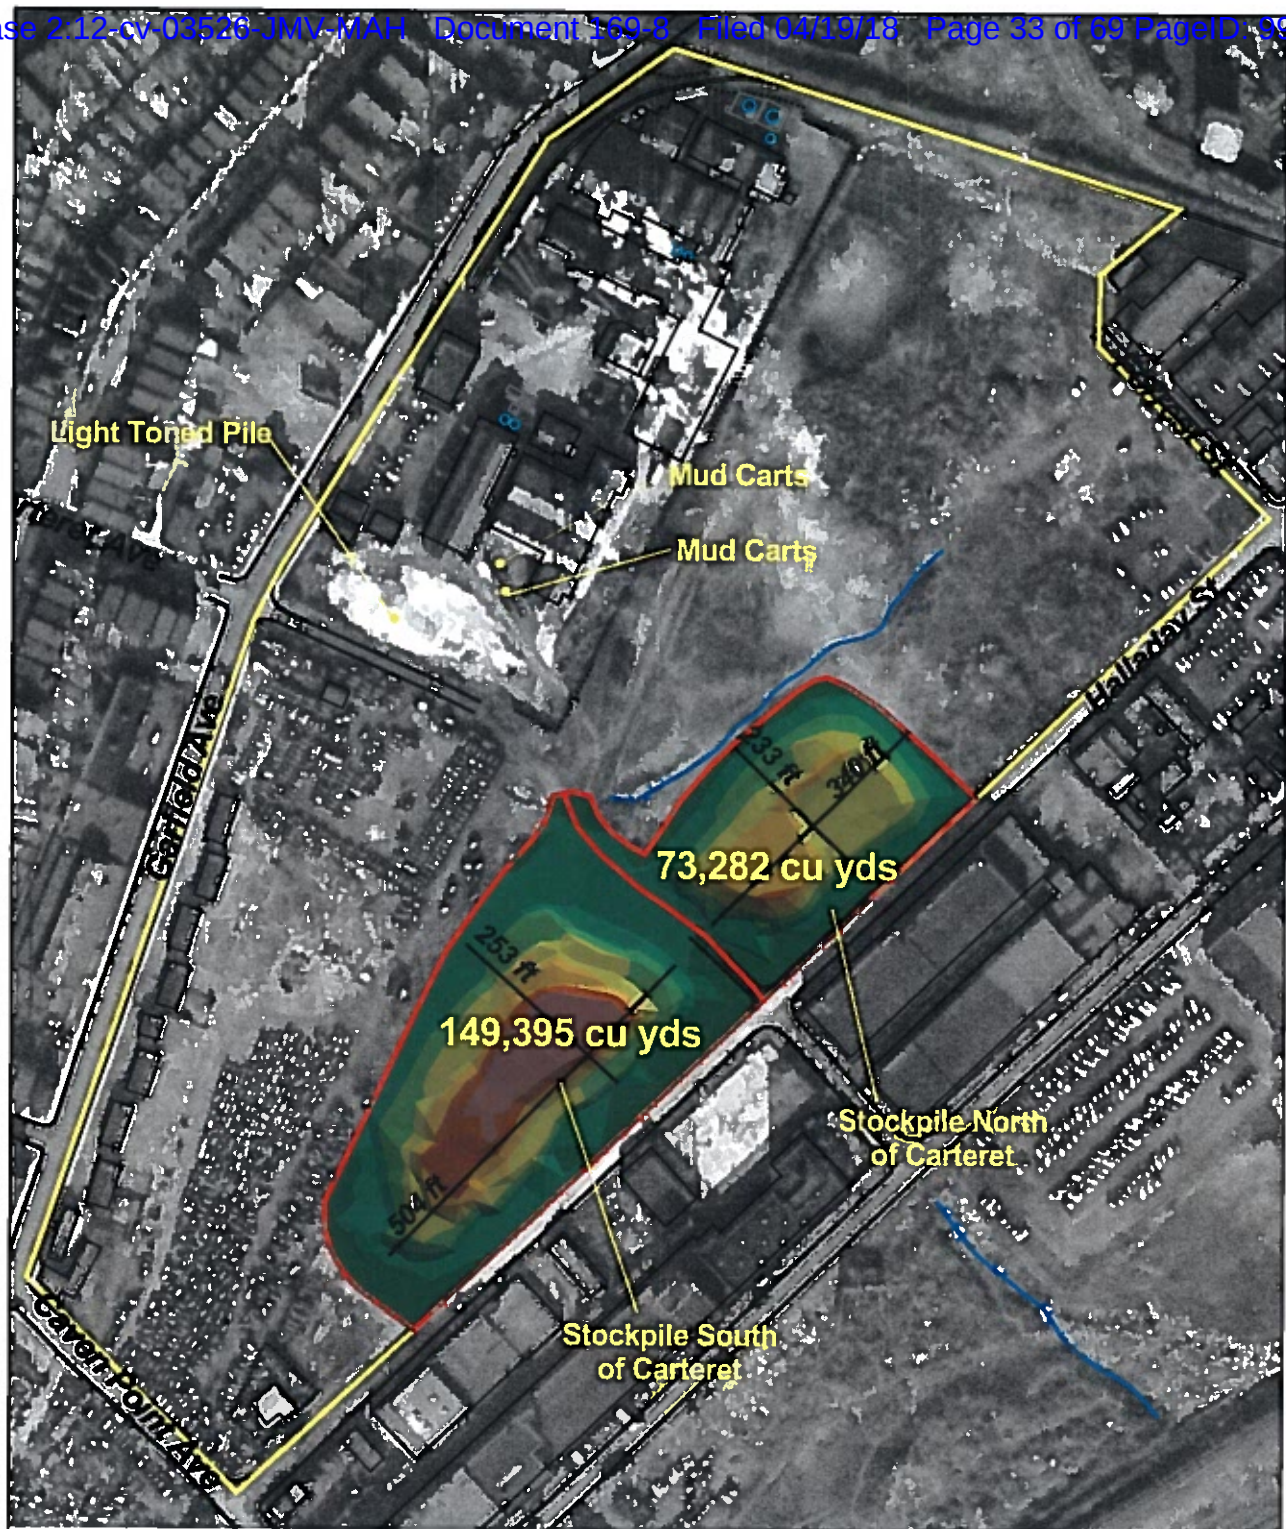 ase 2:12-cv-03526-JMV-MAH Document 169-8 Filed 04/19/18 Page 33 of 69 PageID: 99
Light Toned Pile
Mud Carts
Mud Carts
Halladay St
Garfield Ave
233 ft
340 ft
73,282 cu yds
253 ft
149,395 cu yds
Stockpile North
of Carteret
504 ft
Stockpile South
of Carteret
Caven Point Ave